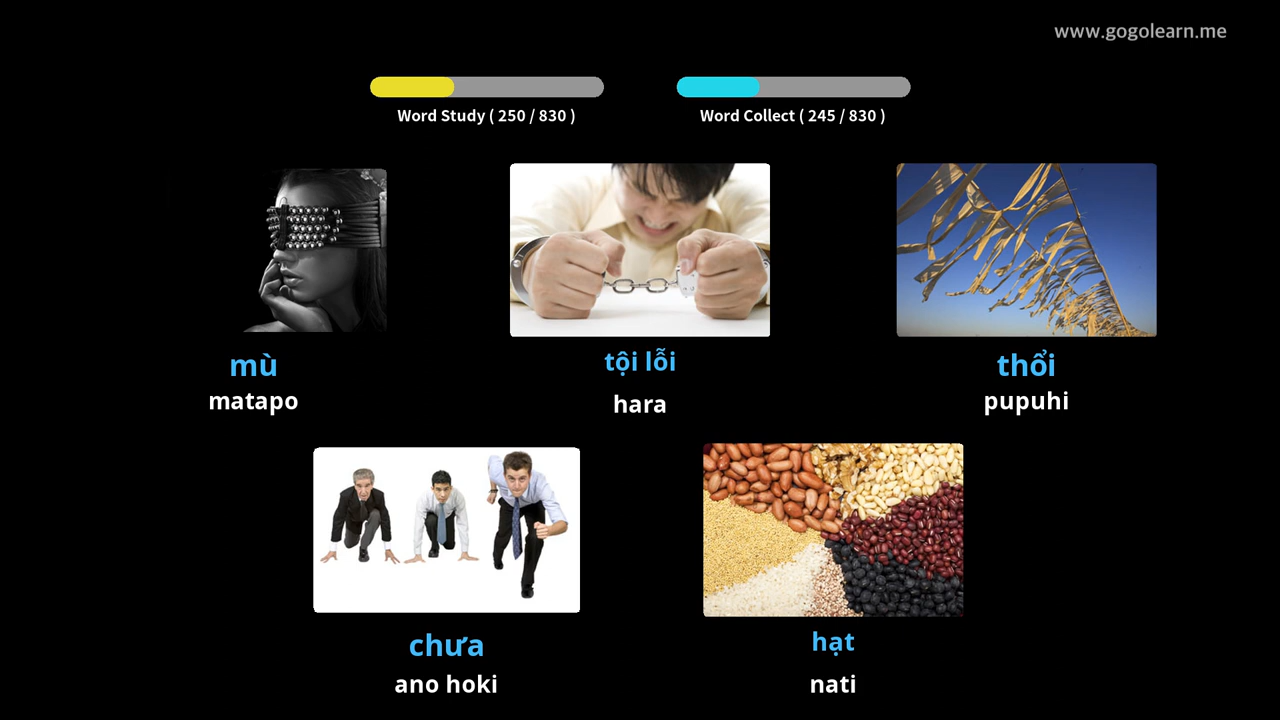 www.gogolearn.me
Word Study ( 250 / 830 )
Word Collect ( 245 / 830 )
mù
matapo
tội lỗi
hara
thổi
pupuhi
chưa
ano hoki
hạt
nati